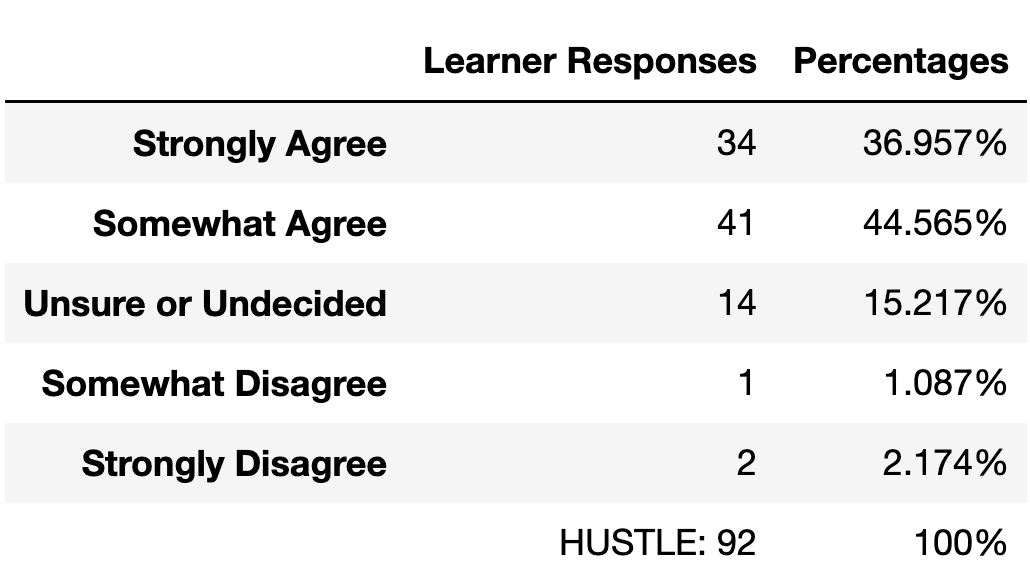 Learner Responses Percentages
Strongly Agree 34 36.957%
Somewhat Agree 41 44.565%
Unsure or Undecided 14 15.217%
Somewhat Disagree 1 1.087%
Strongly Disagree 2 2.174%
HUSTLE: 92 100%